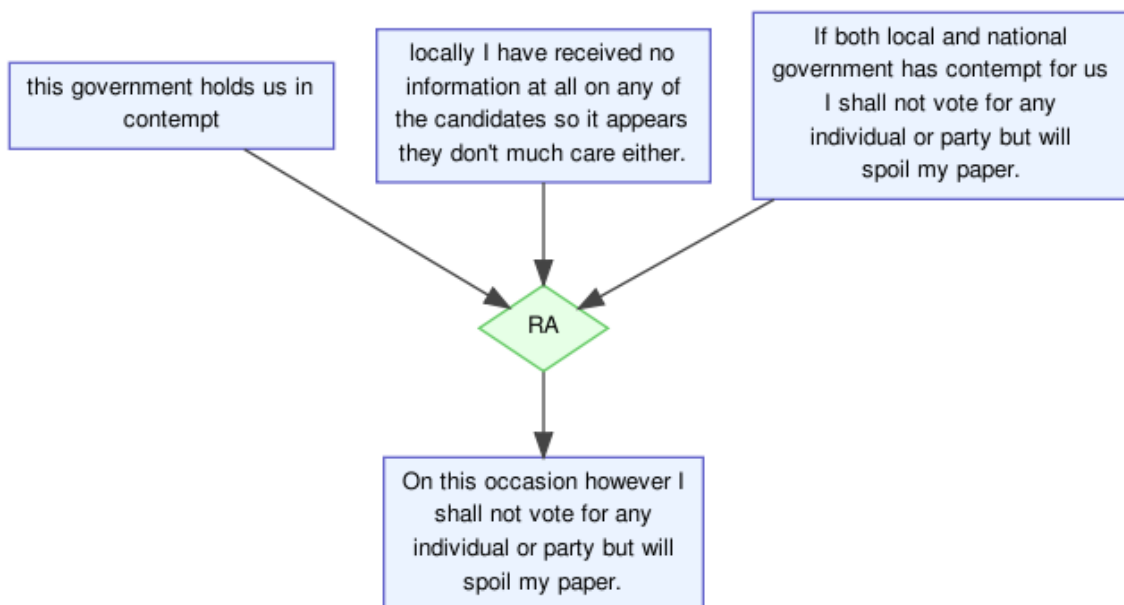 this government holds us in
contempt
locally I have received no
information at all on any of
the candidates so it appears
they don't much care either.
If both local and national
government has contempt for us
I shall not vote for any
individual or party but will
spoil my paper.
RA
On this occasion however I
shall not vote for any
individual or party but will
spoil my paper.